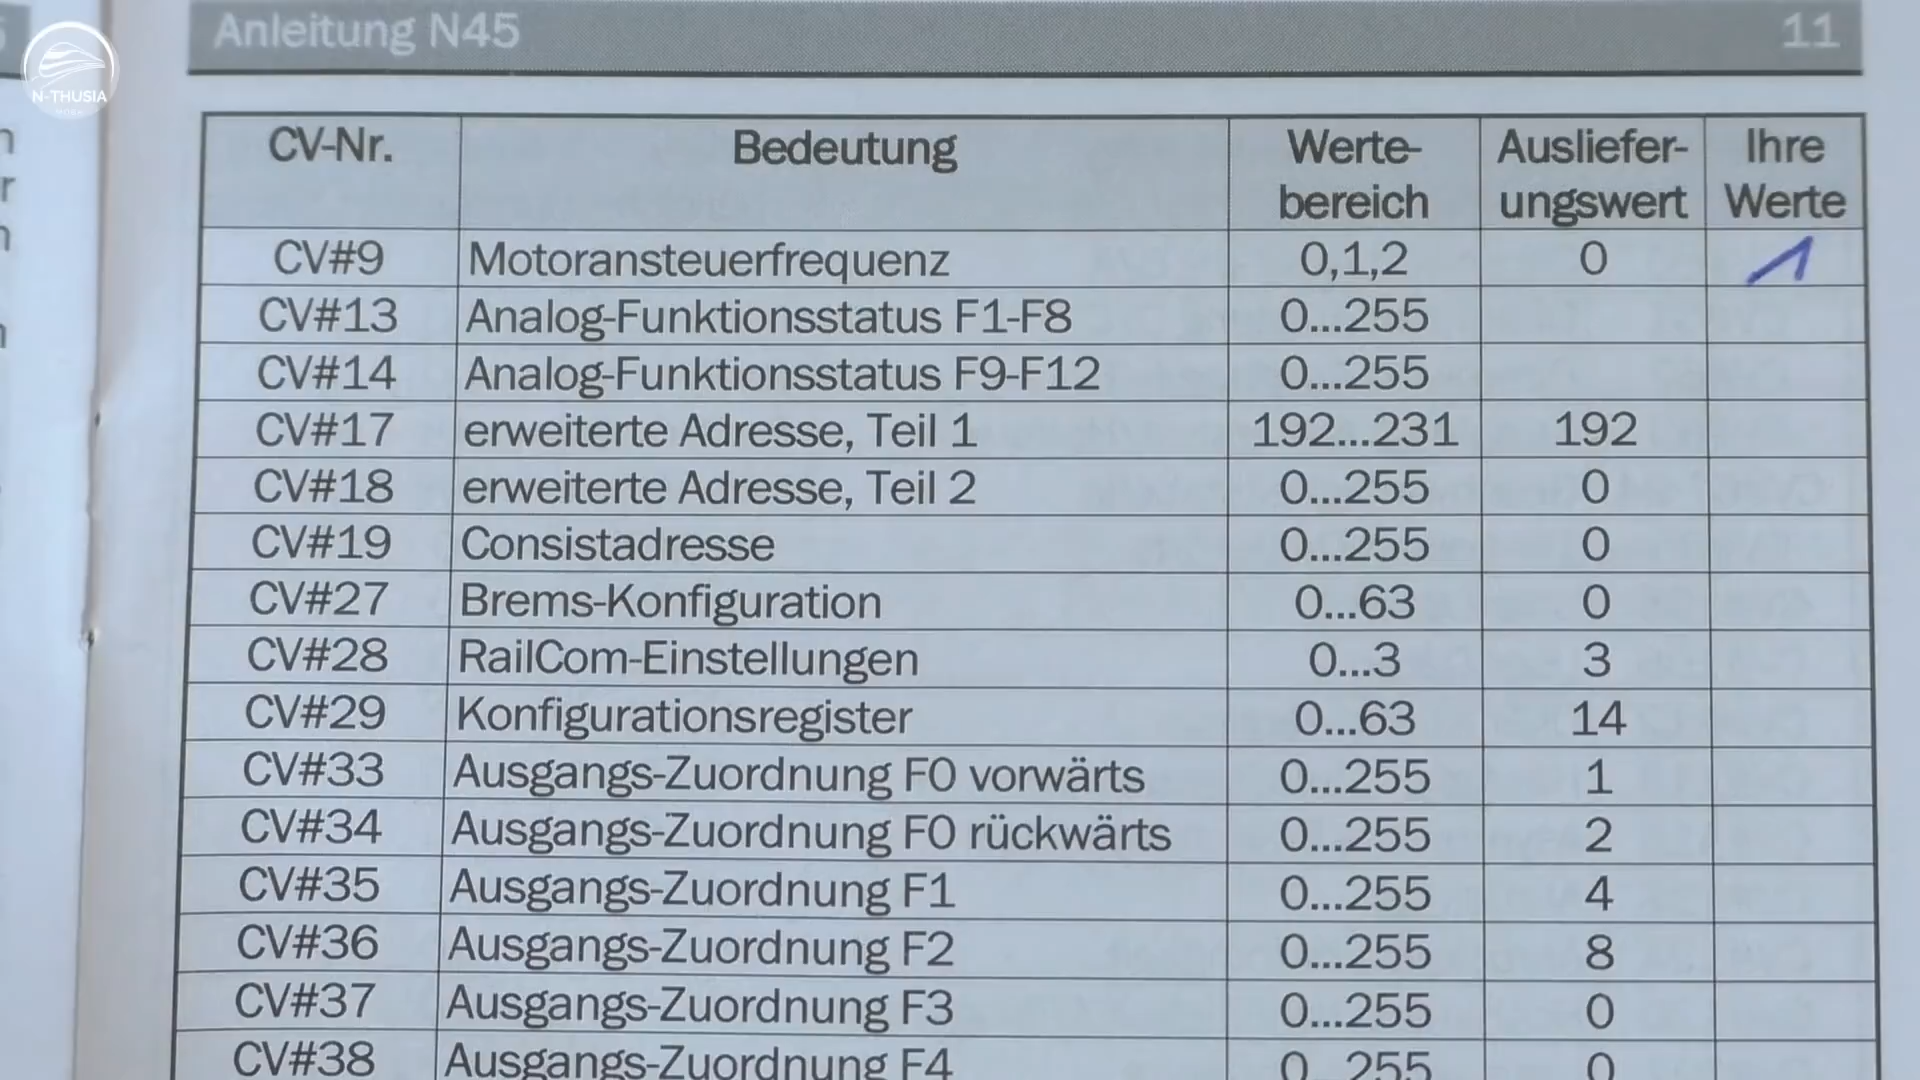 Anleitung N45 11
N-THUSIA
CV-Nr. Bedeutung Werte- Ausliefer- Ihre
bereich ungswert Werte
CV#9 Motoransteuerfrequenz 0,1,2 0 1
CV#13 Analog-Funktionsstatus F1-F8 0...255
CV#14 Analog-Funktionsstatus F9-F12 0...255
CV#17 erweiterte Adresse, Teil 1 192...231 192
CV#18 erweiterte Adresse, Teil 2 0...255 0
CV#19 Consistadresse 0...255 0
CV#27 Brems-Konfiguration 0...63 0
CV#28 RailCom-Einstellungen 0...3 3
CV#29 Konfigurationsregister 0...63 14
CV#33 Ausgangs-Zuordnung F0 vorwärts 0...255 1
CV#34 Ausgangs-Zuordnung F0 rückwärts 0...255 2
CV#35 Ausgangs-Zuordnung F1 0...255 4
CV#36 Ausgangs-Zuordnung F2 0...255 8
CV#37 Ausgangs-Zuordnung F3 0...255 0
CV#38 Ausgangs-Zuordnung F4 0...255 0